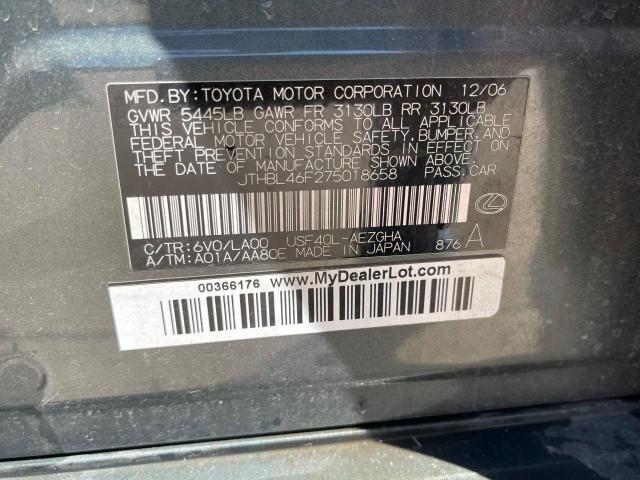 MFD.BY:TOYOTA MOTOR CORPORATION 12/06
GVWR 5445LB GAWR FR 3130LB RR 3130LB
THIS VEHICLE CONFORMS TO ALL APPLICABLE
FEDERAL MOTOR VEHICLE SAFETY,BUMPER,AND
THEFT PREVENTION STANDARDS IN EFFECT ON
THE DATE OF MANUFACTURE SHOWN ABOVE.
JTHBL46F275018658 PASS.CAR
C/TR:6V0/LA00 USF40L-AEZGHA
A/TM:A01A/AA80E MADE IN JAPAN 876 A
00366176 www.MyDealerLot.com